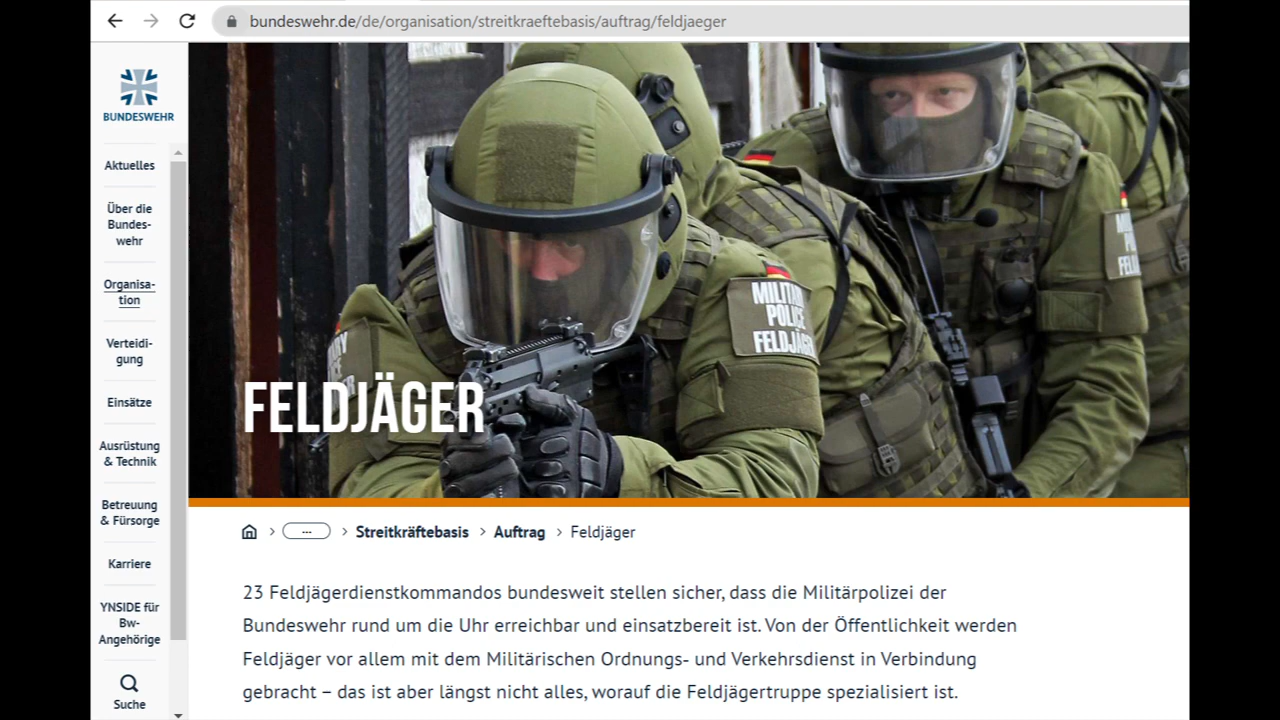 bundeswehr.de/de/organisation/streitkraeftebasis/auftrag/feldjaeger
BUNDESWEHR
Aktuelles
Über die
Bundes-
wehr
Organisa-
tion
Verteidi-
gung
Einsätze
Ausrüstung
& Technik
Betreuung
& Fürsorge
Karriere
YNSIDE für
Bw-
Angehörige
Suche
MILITARY
POLICE
FELDJÄGER
FELDJÄGER
... > Streitkräftebasis > Auftrag > Feldjäger
23 Feldjägerdienstkommandos bundesweit stellen sicher, dass die Militärpolizei der
Bundeswehr rund um die Uhr erreichbar und einsatzbereit ist. Von der Öffentlichkeit werden
Feldjäger vor allem mit dem Militärischen Ordnungs- und Verkehrsdienst in Verbindung
gebracht – das ist aber längst nicht alles, worauf die Feldjägertruppe spezialisiert ist.